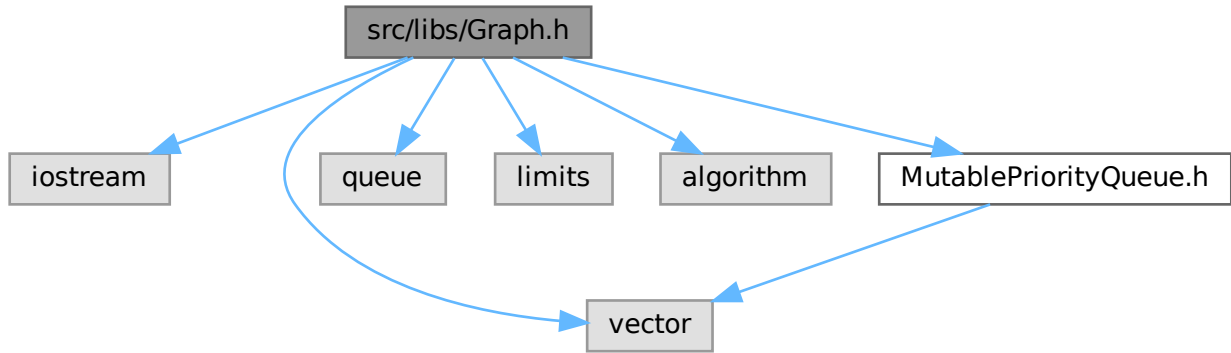 src/libs/Graph.h
iostream
queue
limits
algorithm
MutablePriorityQueue.h
vector